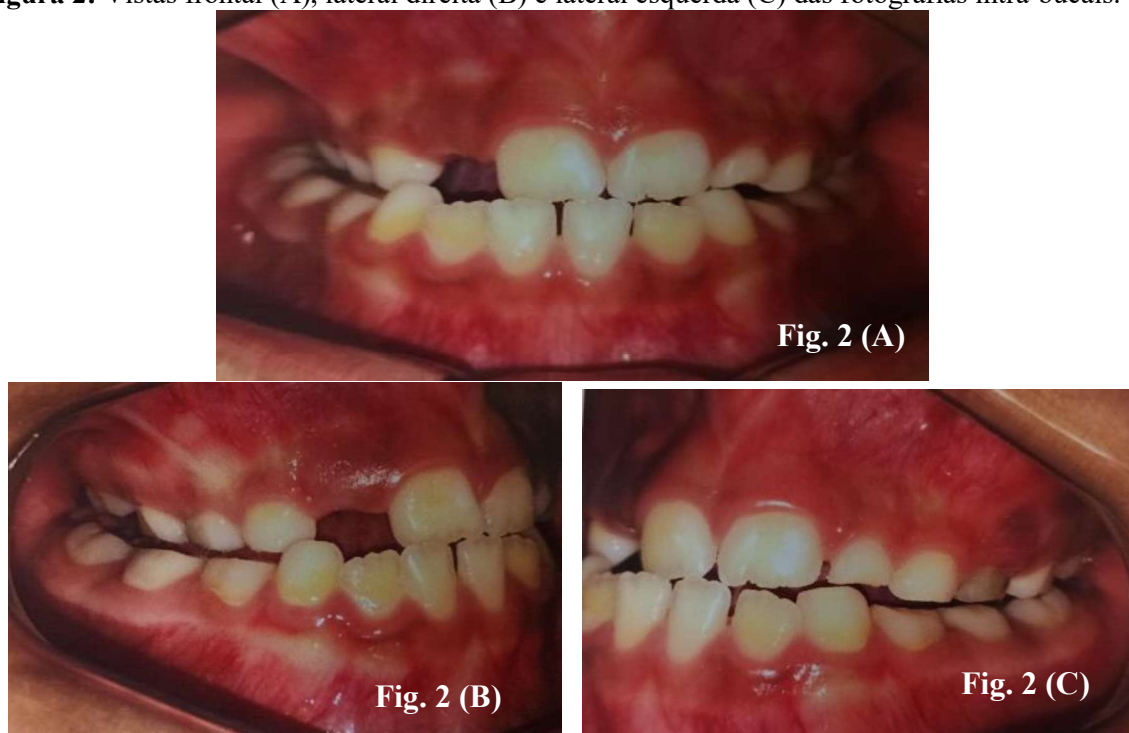 igura 2: Vistas frontal (A), lateral direita (B) e lateral esquerda (C) das fotografias intra-bucais.
Fig. 2 (A)
Fig. 2 (B)
Fig. 2 (C)